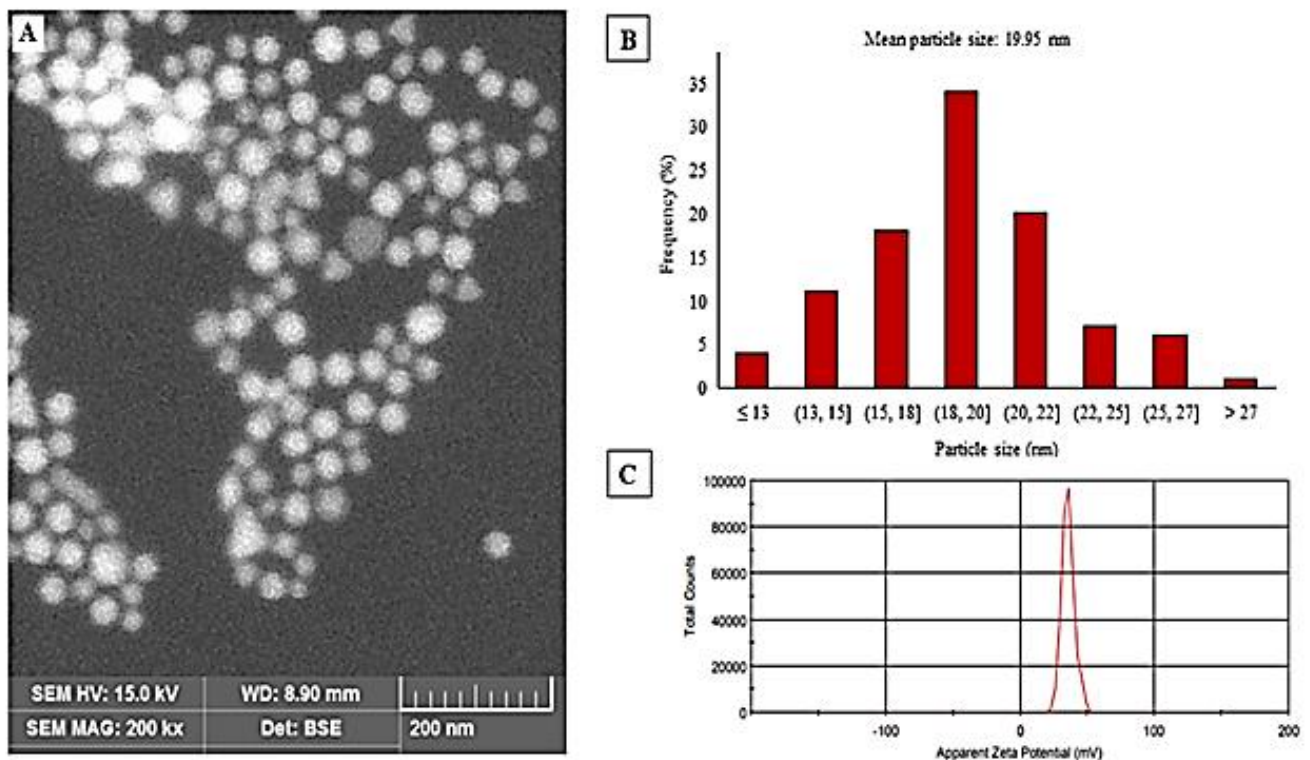 A
SEM HV: 15.0 kV
WD: 8.90 mm
SEM MAG: 200 kx
Det: BSE
200 nm
B
Mean particle size: 19.95 nm
Frequency (%)
35
30
25
20
15
10
5
0
≤ 13
(13, 15]
(15, 18]
(18, 20]
(20, 22]
(22, 25]
(25, 27]
> 27
Particle size (nm)
C
Total Counts
100000
80000
60000
40000
20000
0
-100
0
100
200
Apparent Zeta Potential (mV)